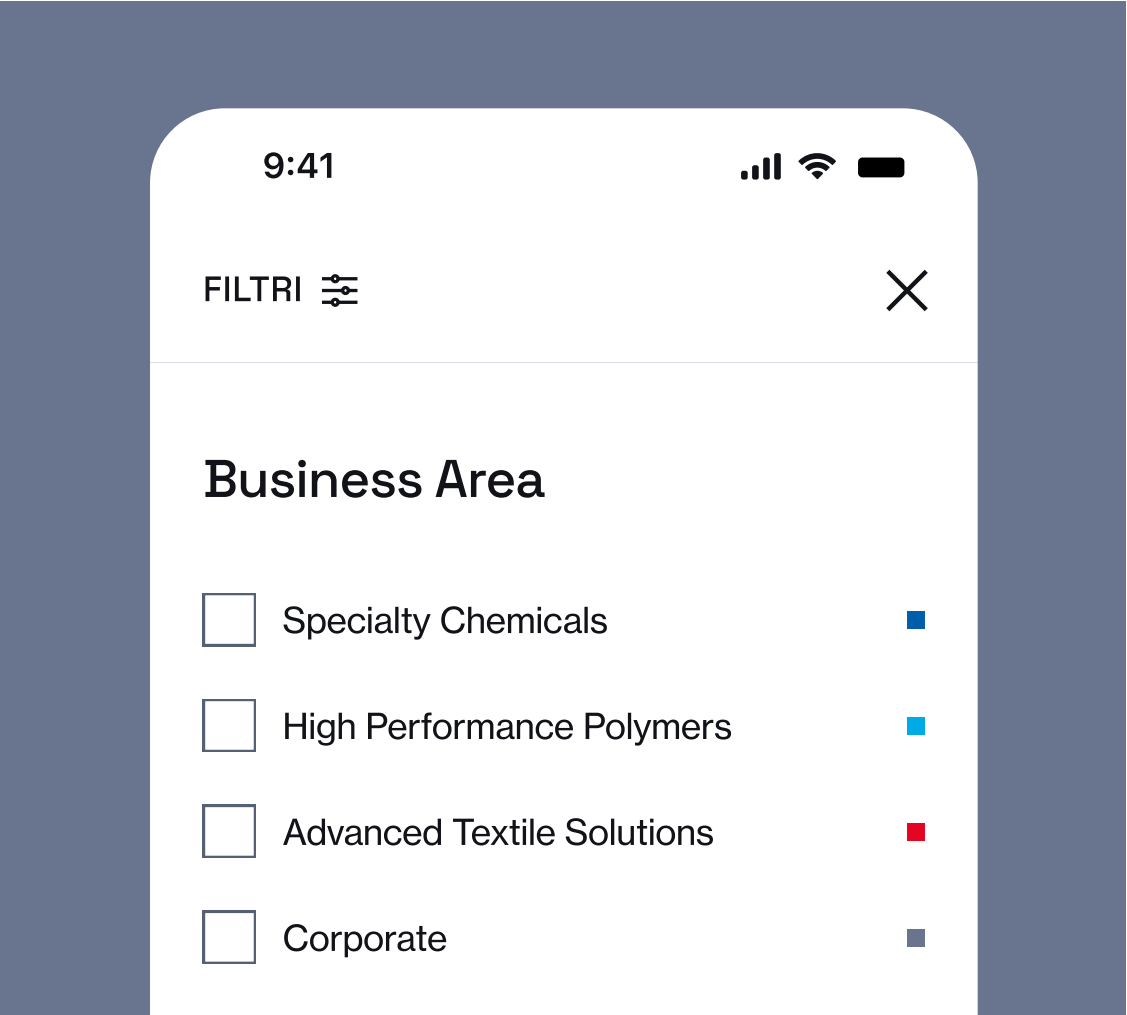 9:41
FILTRI
Business Area
Specialty Chemicals
High Performance Polymers
Advanced Textile Solutions
Corporate